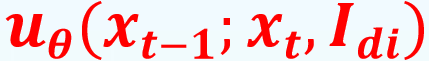 u_θ(x_{t−1}; x_t, I_{di})